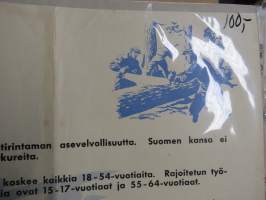 100,-
tirintaman asevelvollisuutta. Suomen kansa ei
kureita.
kaskee kaikkia 18-54-vuotiaita. Rajoitetun työ-
ia ovat 15-17-vuotiaat ja 55-64-vuotiaat.